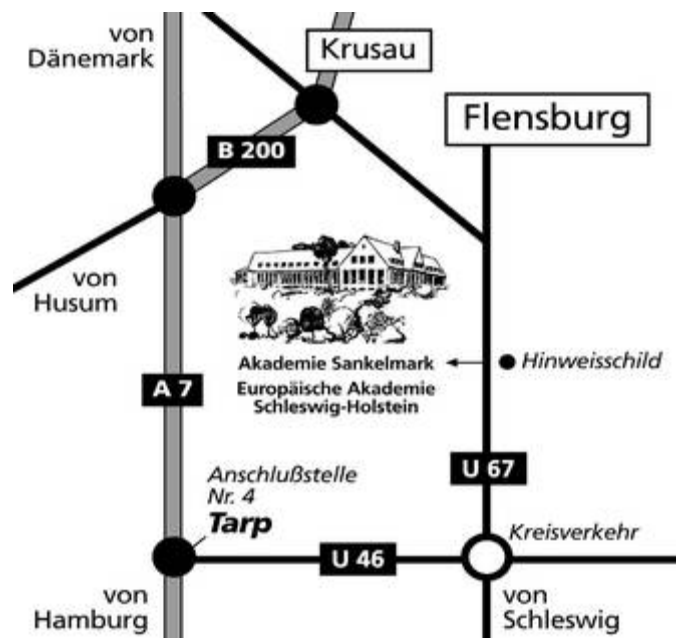 von
Dänemark
Krusau
Flensburg
B 200
von
Husum
Akademie Sankelmark
Hinweisschild
Europäische Akademie
Schleswig-Holstein
A 7
Anschlußstelle
Nr. 4
Tarp
U 67
Kreisverkehr
U 46
von
Hamburg
von
Schleswig